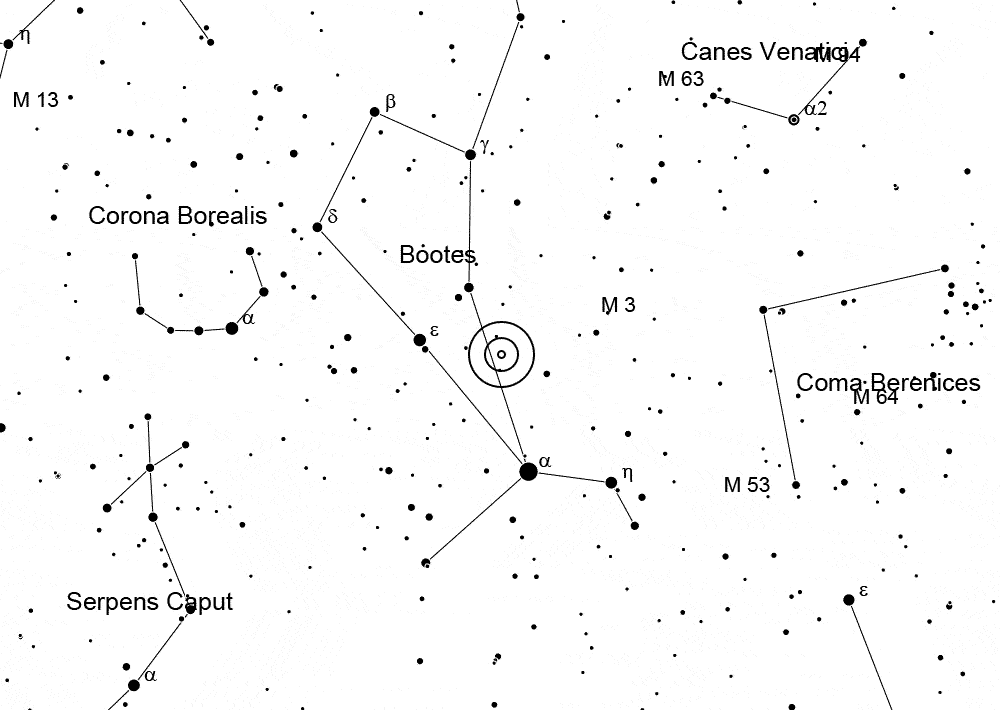 η
Canes Venatici
M 94
M 63
M 13
β
α2
γ
Corona Borealis
δ
Bootes
M 3
α
ε
Coma Berenices
M 64
α
η
M 53
Serpens Caput
ε
α